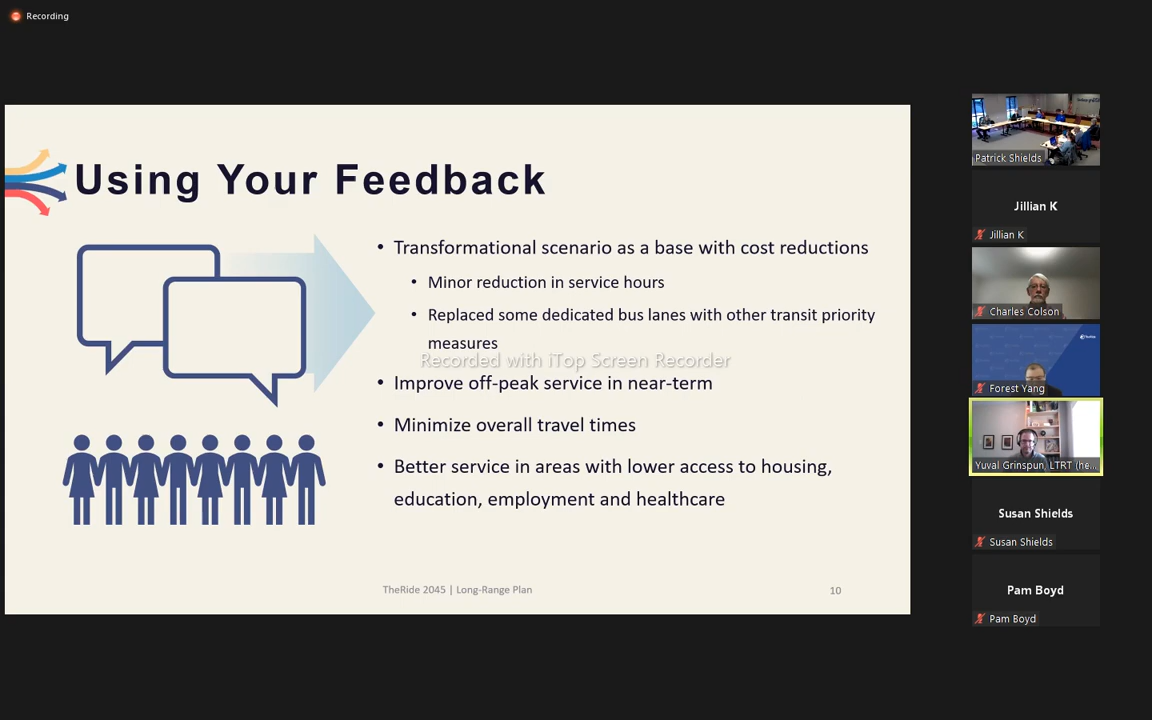 Recording
Using Your Feedback
• Transformational scenario as a base with cost reductions
• Minor reduction in service hours
• Replaced some dedicated bus lanes with other transit priority
measures
Recorded with iTop Screen Recorder
• Improve off-peak service in near-term
• Minimize overall travel times
• Better service in areas with lower access to housing,
education, employment and healthcare
TheRide 2045 | Long-Range Plan
10
Patrick Shields
Jillian K
Jillian K
Charles Colson
Forest Yang
Yuval Grinspun, LTRT (he...
Susan Shields
Susan Shields
Pam Boyd
Pam Boyd